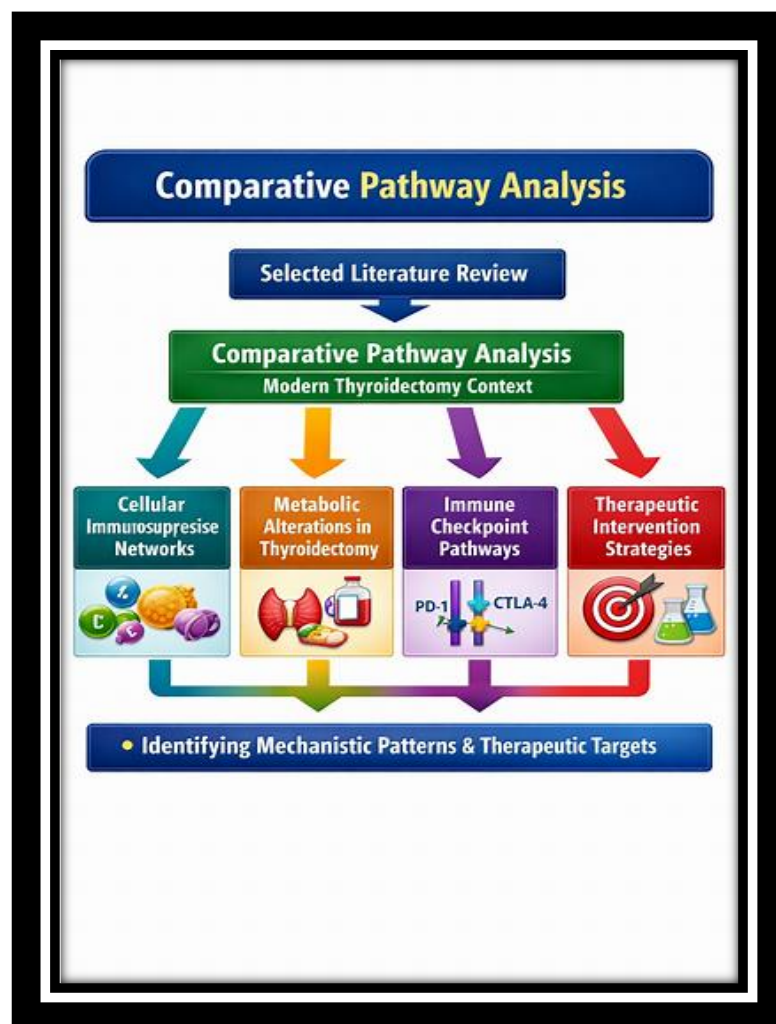 Comparative Pathway Analysis
Selected Literature Review
Comparative Pathway Analysis
Modern Thyroidectomy Context
Cellular
Immuıosupresise
Networks
Metabolic
Alterations in
Thyroidectomy
Immune
Checkpoint
Pathways
Therapeutic
Intervention
Strategies
C
PD-1
CTLA-4
• Identifying Mechanistic Patterns & Therapeutic Targets